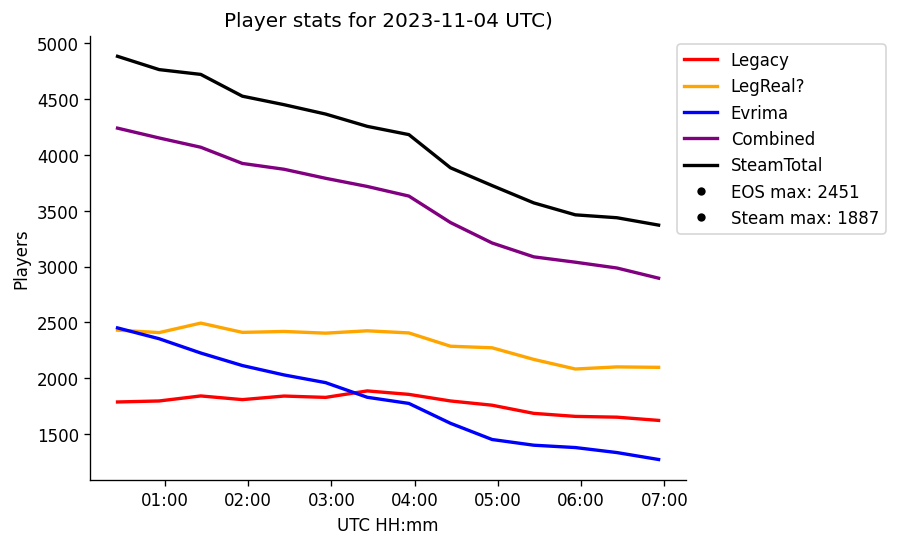 Player stats for 2023-11-04 UTC)
5000
4500
4000
3500
3000
2500
2000
1500
Players
01:00 02:00 03:00 04:00 05:00 06:00 07:00
UTC HH:mm
Legacy
LegReal?
Evrima
Combined
SteamTotal
EOS max: 2451
Steam max: 1887